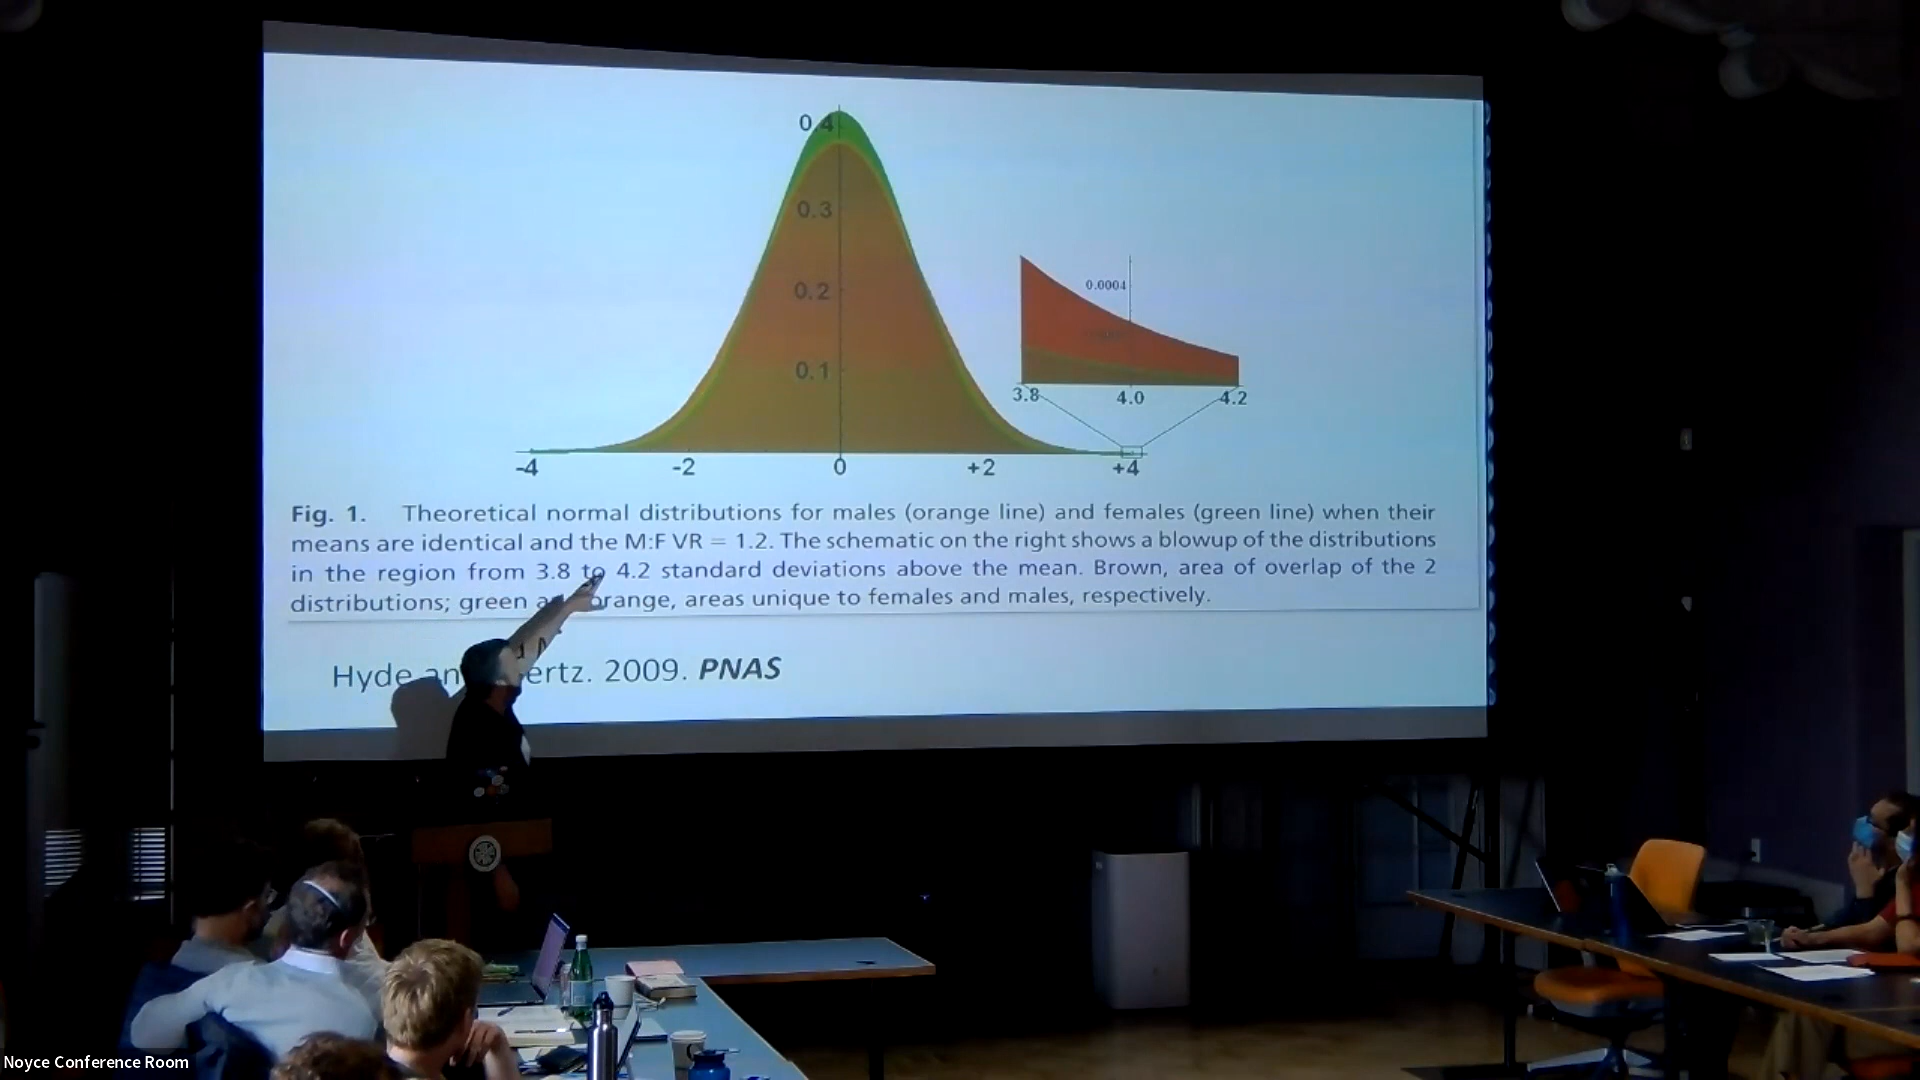 0.4
0.3
0.2
0.1
-4 -2 0 +2 +4
0.0004
3.8 4.0 4.2
Fig. 1. Theoretical normal distributions for males (orange line) and females (green line) when their
means are identical and the M:F VR = 1.2. The schematic on the right shows a blowup of the distributions
in the region from 3.8 to 4.2 standard deviations above the mean. Brown, area of overlap of the 2
distributions; green orange, areas unique to females and males, respectively.
Hyde 2009. PNAS
Noyce Conference Room